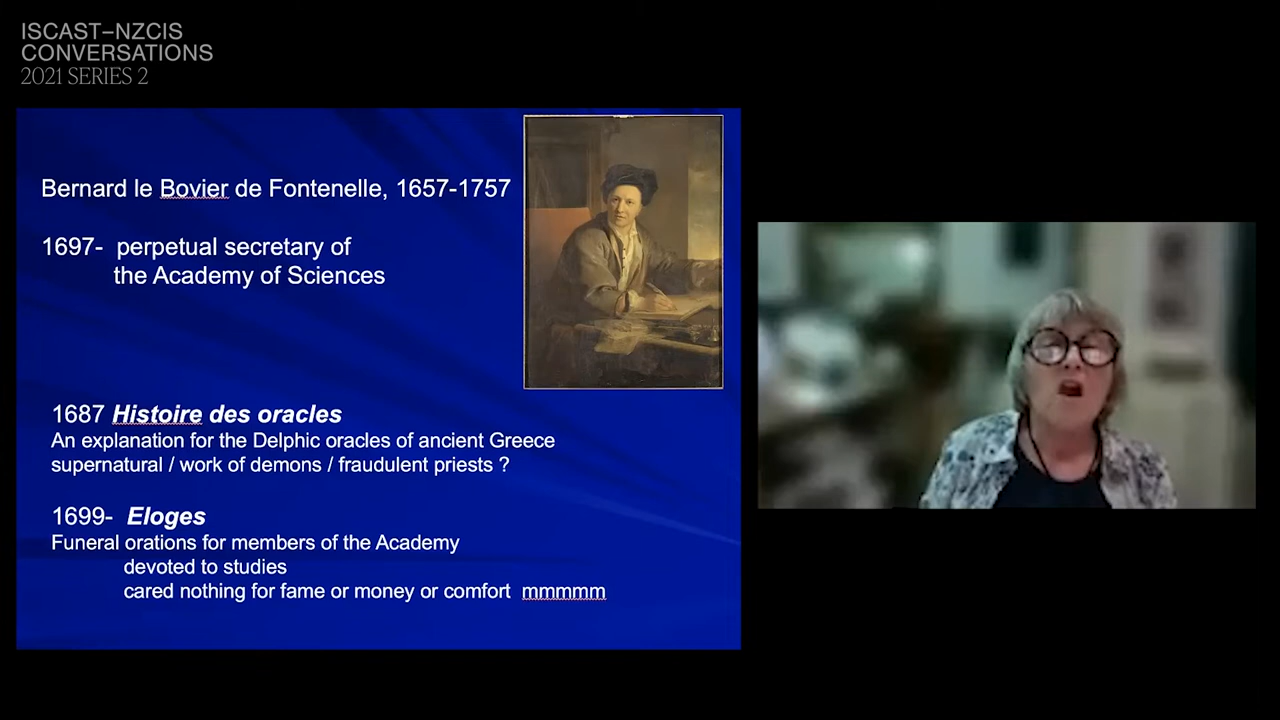 ISCAST–NZCIS
CONVERSATIONS
2021 SERIES 2
Bernard le Bovier de Fontenelle, 1657-1757
1697- perpetual secretary of
the Academy of Sciences
1687 Histoire des oracles
An explanation for the Delphic oracles of ancient Greece
supernatural / work of demons / fraudulent priests ?
1699- Eloges
Funeral orations for members of the Academy
devoted to studies
cared nothing for fame or money or comfort mmmmm